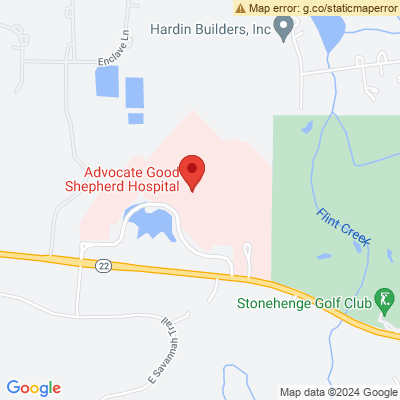 Map error: g.co/staticmaperror
Hardin Builders, Inc
Enclave Ln
Advocate Good
Shepherd Hospital
Flint Creek
22
Stonehenge Golf Club
E Savannah Trail
Google
Map data ©2024 Google